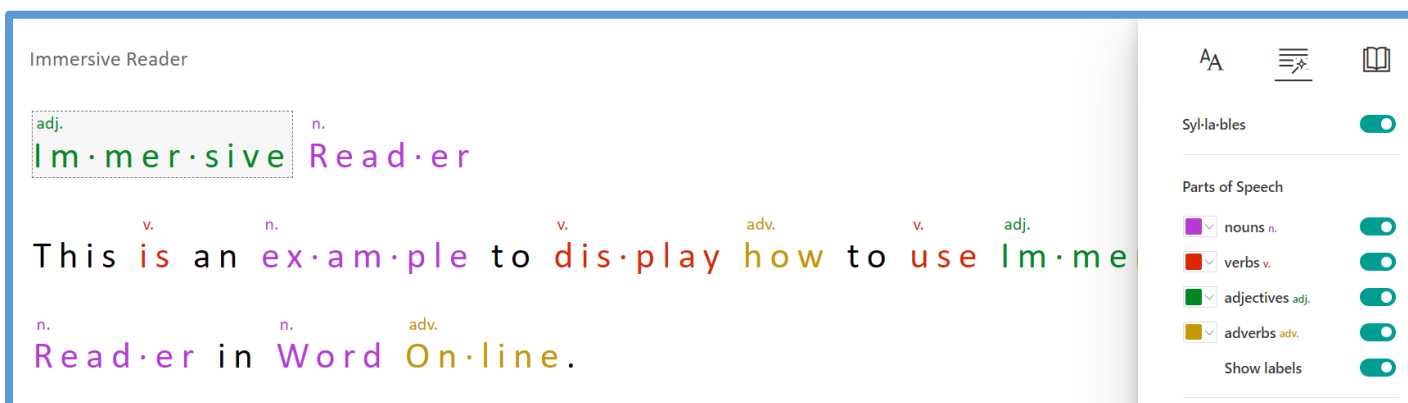 Immersive Reader
adj. n.
Im·mer·sive Read·er
v. n. v. adv. v. adj.
This is an ex·am·ple to dis·play how to use Im·me
n. n. adv.
Read·er in Word On·line.
AA
Syl·la·bles
Parts of Speech
nouns n.
verbs v.
adjectives adj.
adverbs adv.
Show labels